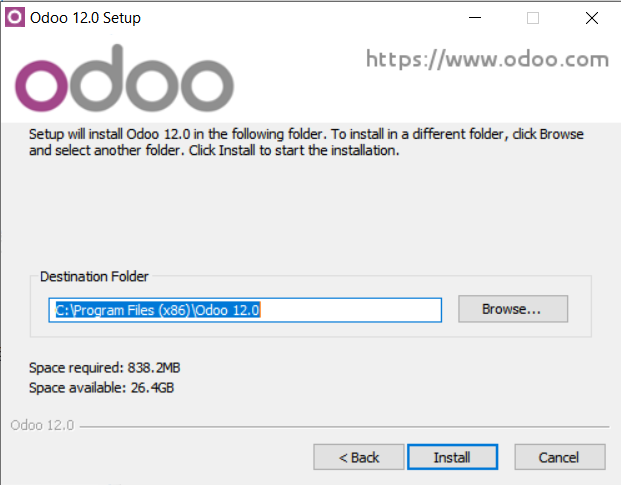 Odoo 12.0 Setup
odoo
https://www.odoo.com
Setup will install Odoo 12.0 in the following folder. To install in a different folder, click Browse
and select another folder. Click Install to start the installation.
Destination Folder
C:\Program Files (x86)\Odoo 12.0
Browse...
Space required: 838.2MB
Space available: 26.4GB
Odoo 12.0
< Back
Install
Cancel